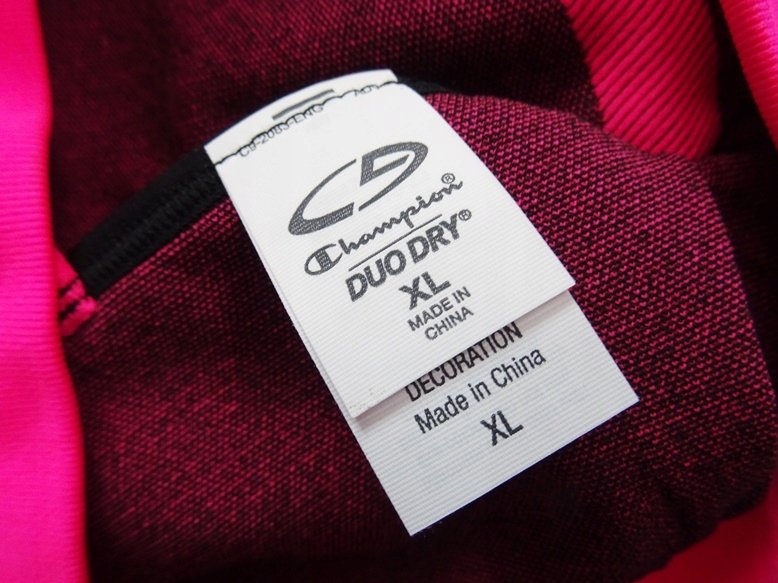 Champion®
DUO DRY®
XL
MADE IN
CHINA
DECORATION
Made in China
XL